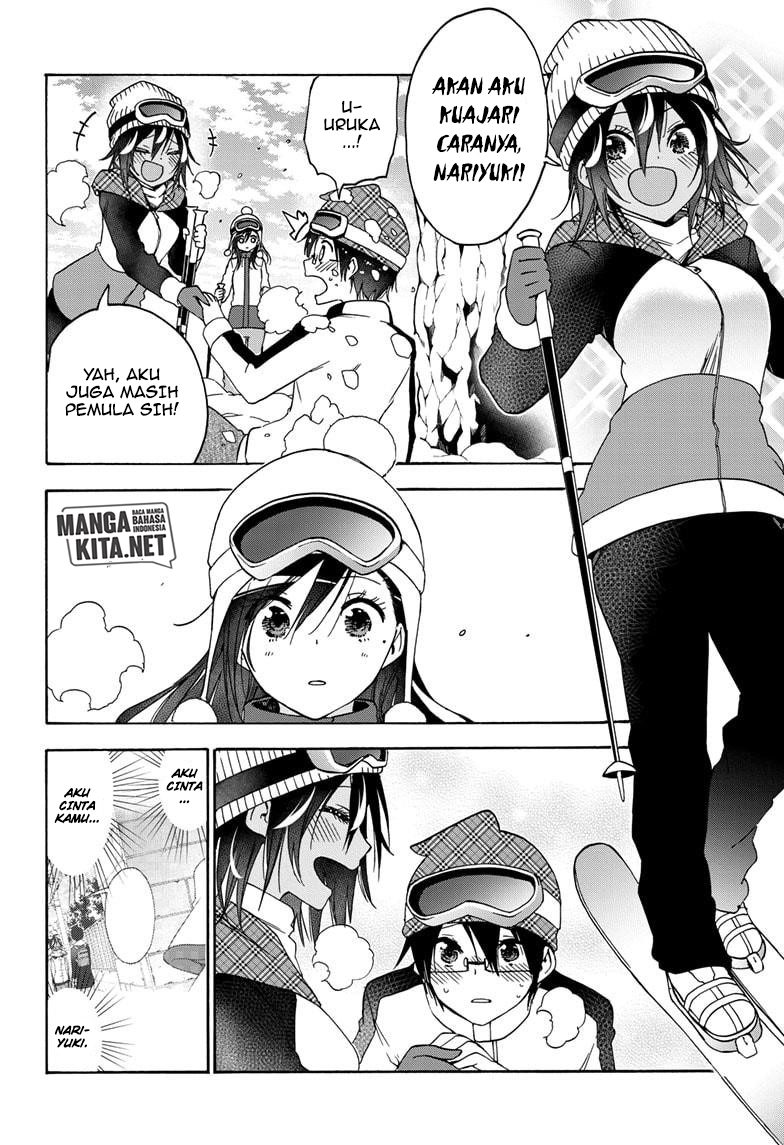 AKAN AKU
KUAJARI
CARANYA,
NARIYUKI!
U-
URUKA
...!
YAH, AKU
JUGA MASIH
PEMULA SIH!
MANGA
KITA.NET
BACA MANGA
BAHASA
INDONESIA
AKU
CINTA
...
AKU
CINTA
KAMU...
NARI-
YUKI.